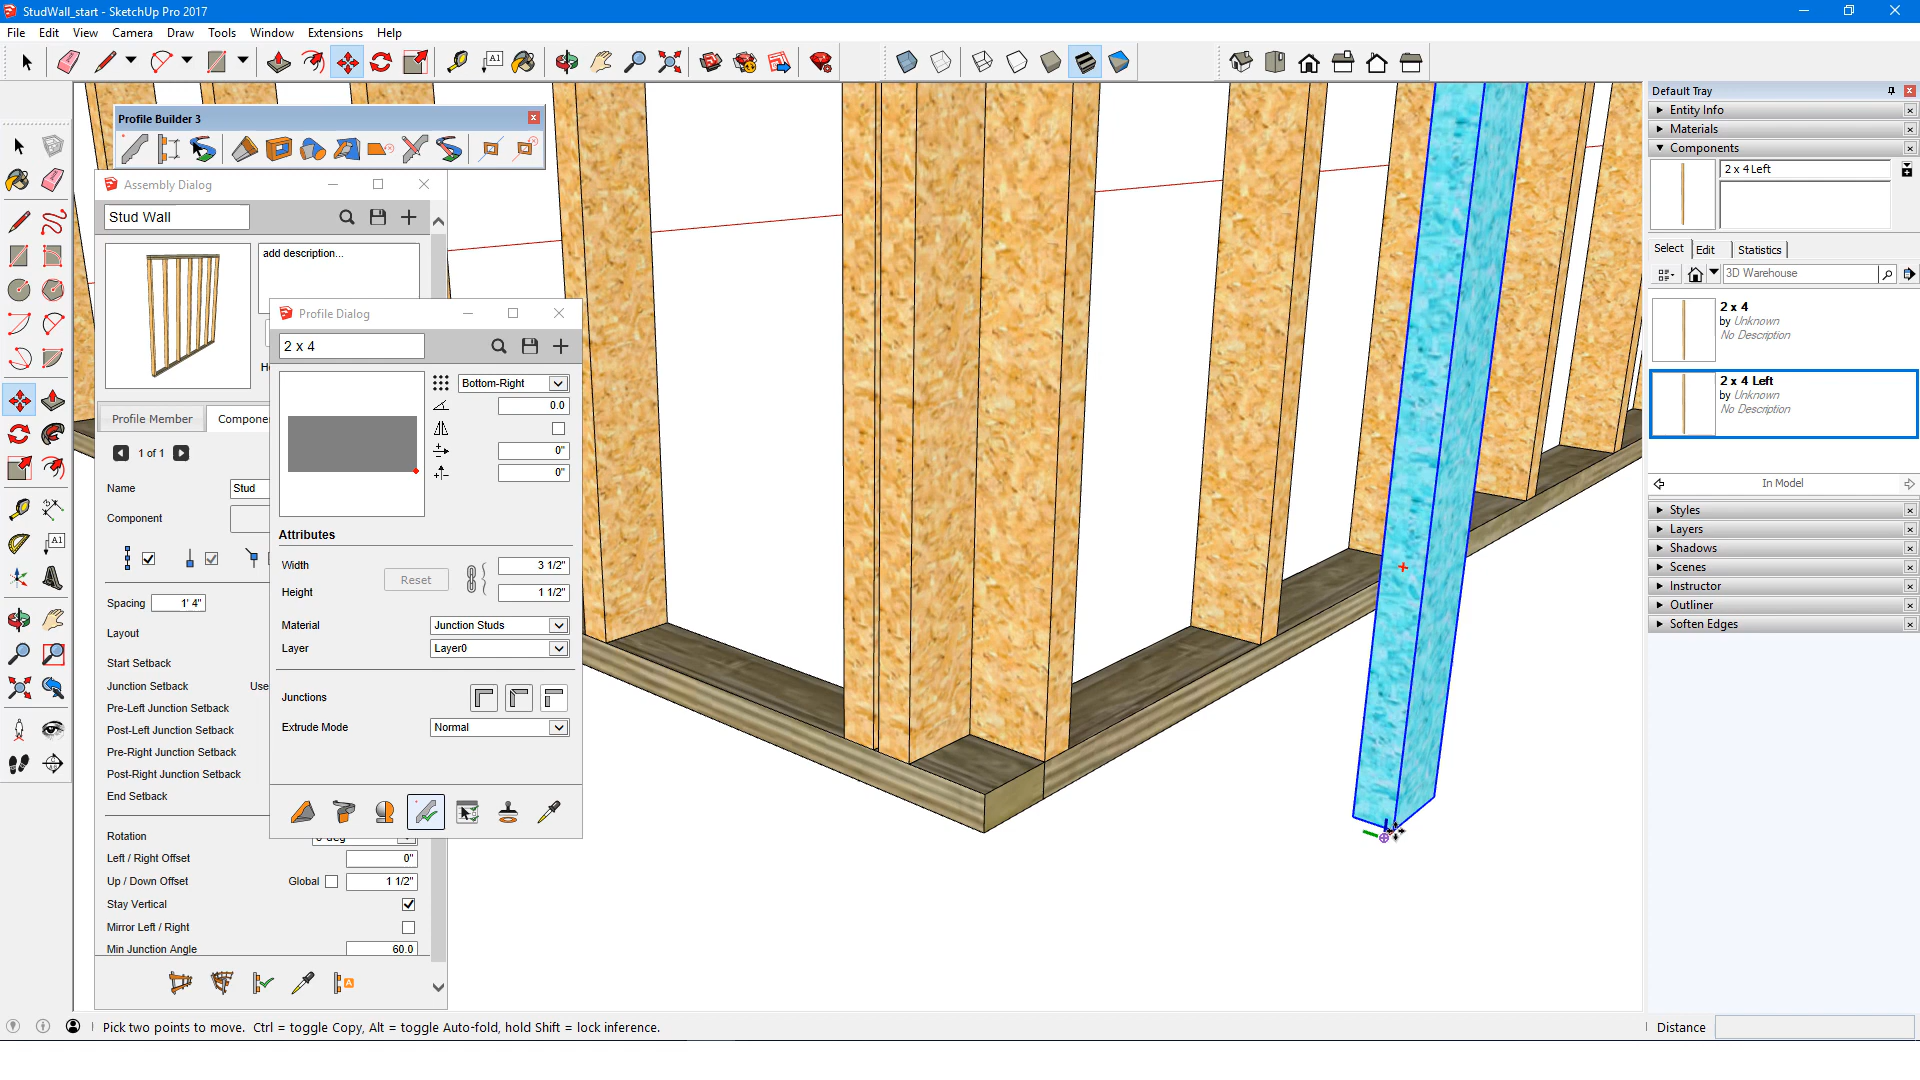 StudWall_start - SketchUp Pro 2017
File Edit View Camera Draw Tools Window Extensions Help
A1
Profile Builder 3
Assembly Dialog
Stud Wall
add description...
Profile Dialog
2 x 4
Bottom-Right
0.0
0"
0"
Profile Member
1 of 1
Name Stud
Component
Spacing 1' 4"
Layout
Start Setback
Junction Setback Use
Pre-Left Junction Setback
Post-Left Junction Setback
Pre-Right Junction Setback
Post-Right Junction Setback
End Setback
Rotation
Left / Right Offset 0"
Up / Down Offset Global 1 1/2"
Stay Vertical
Mirror Left / Right
Min Junction Angle 60.0
A
Attributes
Width Reset 3 1/2"
Height 1 1/2"
Material Junction Studs
Layer Layer0
Junctions
Extrude Mode Normal
A1
Default Tray
Entity Info
Materials
Components
2 x 4 Left
Select Edit Statistics
3D Warehouse
2 x 4
by Unknown
No Description
2 x 4 Left
by Unknown
No Description
In Model
Styles
Layers
Shadows
Scenes
Instructor
Outliner
Soften Edges
Pick two points to move. Ctrl = toggle Copy, Alt = toggle Auto-fold, hold Shift = lock inference.
Distance